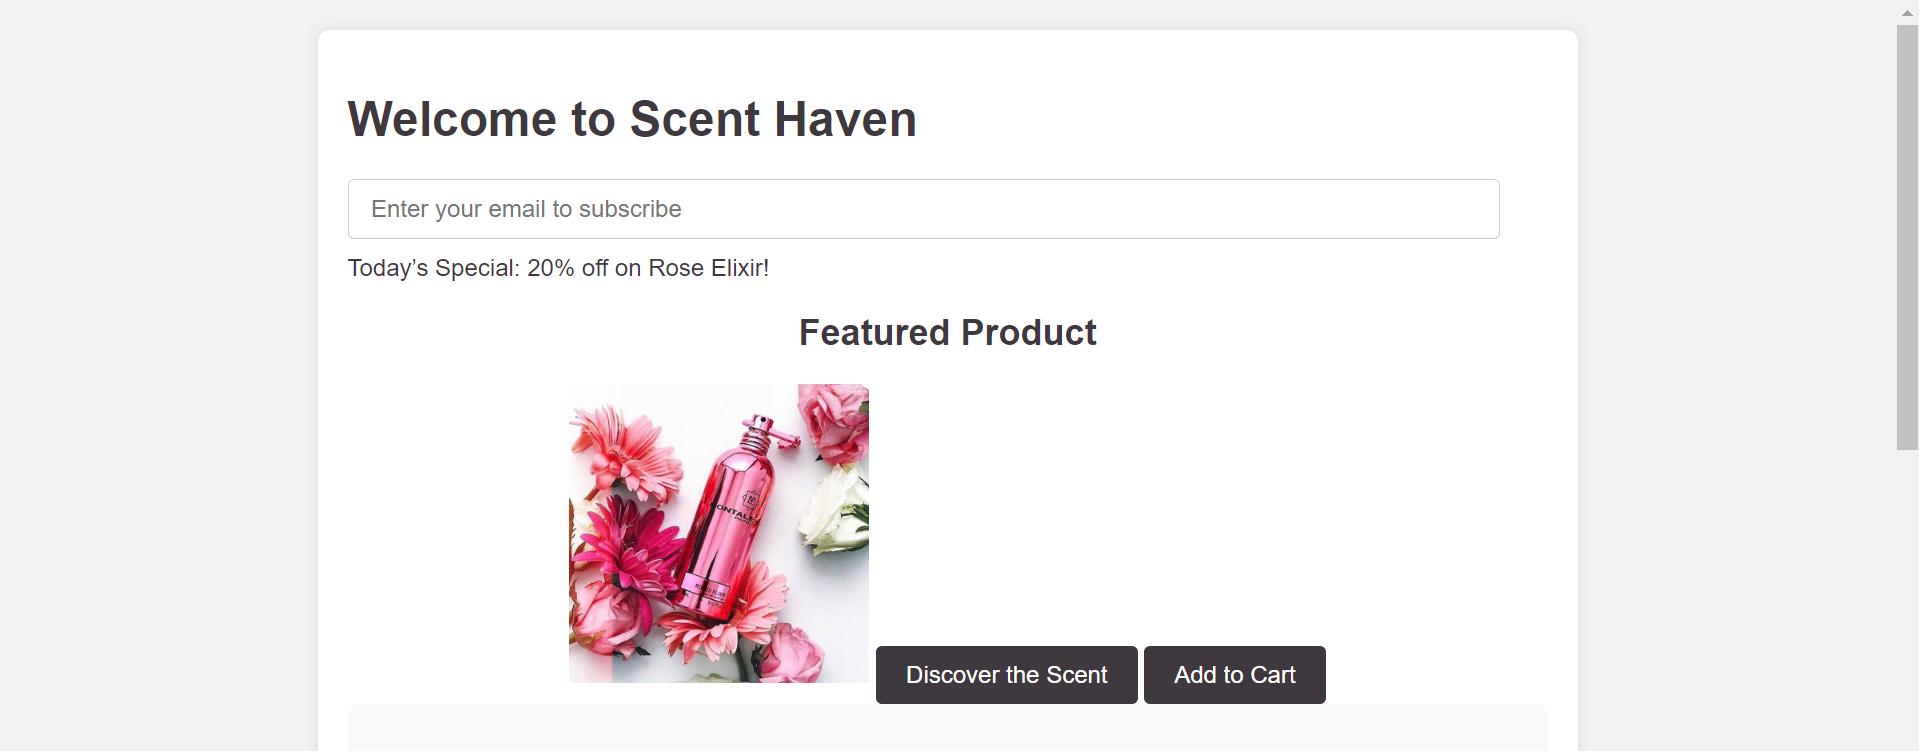 Welcome to Scent Haven
Enter your email to subscribe
Today’s Special: 20% off on Rose Elixir!
Featured Product
Discover the Scent
Add to Cart